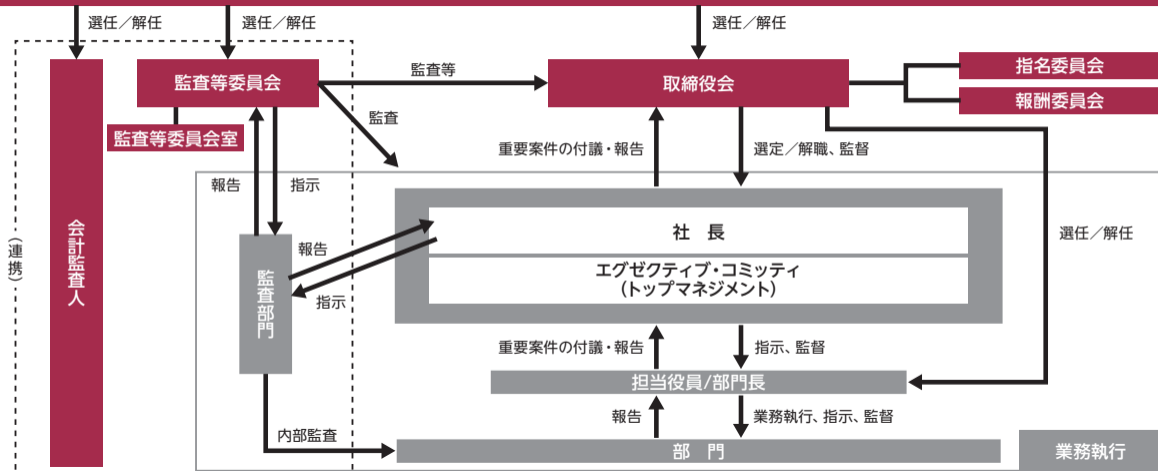 選任／解任
選任／解任
選任／解任
監査等委員会
監査等
取締役会
指名委員会
報酬委員会
監査等委員会室
監査
重要案件の付議・報告
選定／解職、監督
報告
指示
選任／解任
会計監査人
（連携）
監査部門
報告
指示
社 長
エグゼクティブ・コミッティ
（トップマネジメント）
重要案件の付議・報告
指示、監督
担当役員/部門長
報告
業務執行、指示、監督
内部監査
部 門
業務執行